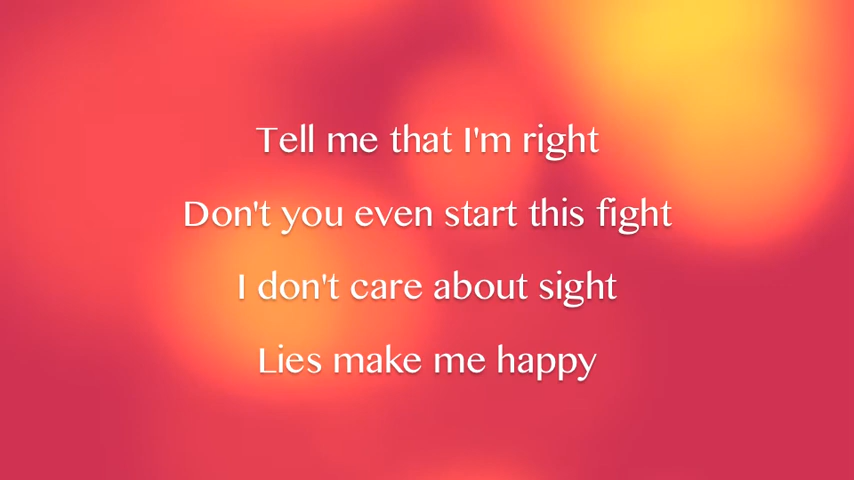 Tell me that I'm right
Don't you even start this fight
I don't care about sight
Lies make me happy